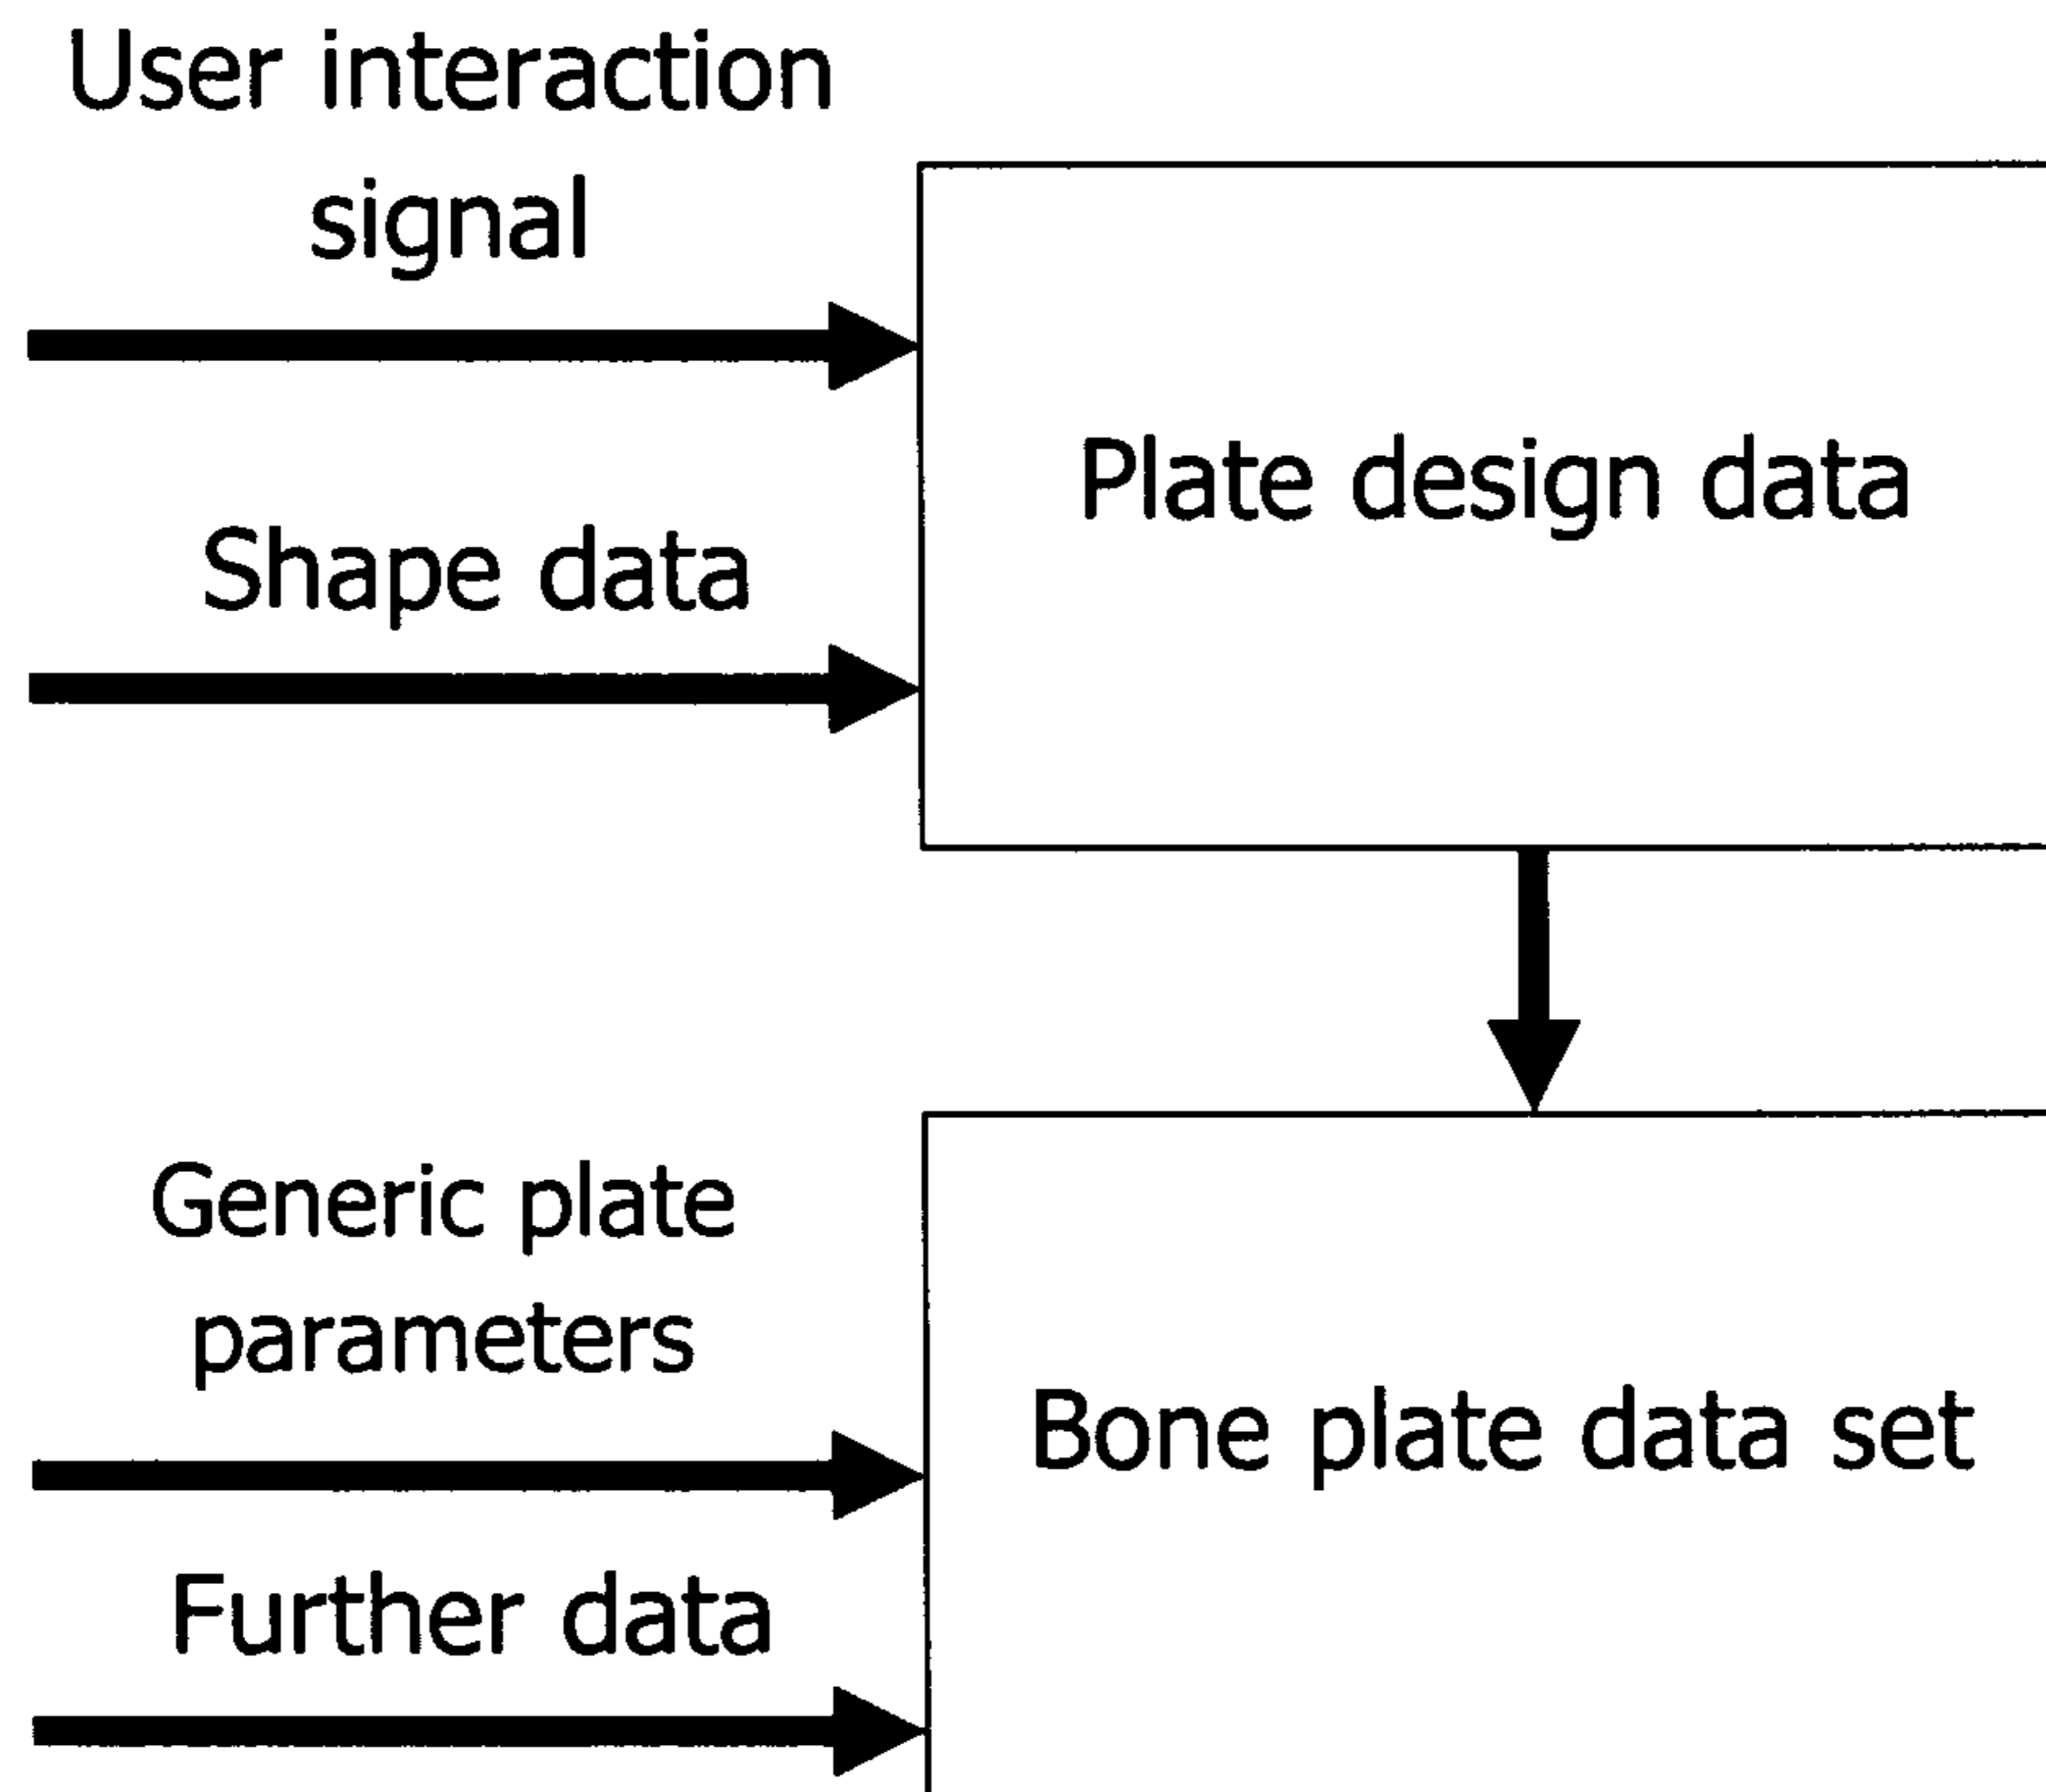 User interaction
signal
Plate design data
Shape data
Generic plate
parameters
Bone plate data set
Further data